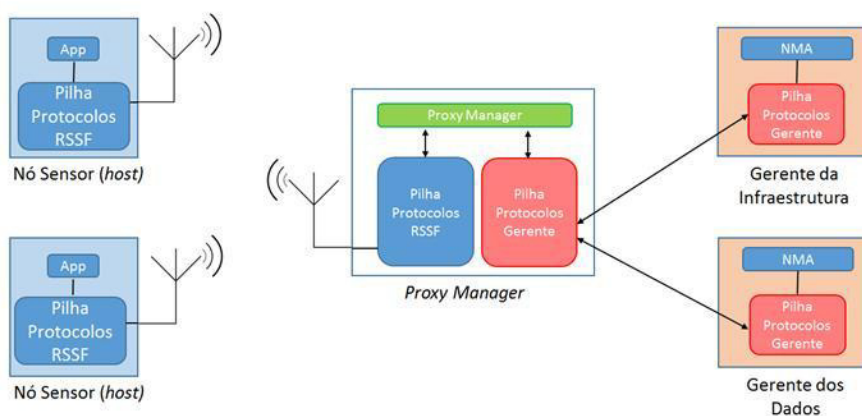 App
Pilha
Protocolos
RSSF
Nó Sensor (host)
App
Pilha
Protocolos
RSSF
Nó Sensor (host)
Proxy Manager
Pilha
Protocolos
RSSF
Pilha
Protocolos
Gerente
Proxy Manager
NMA
Pilha
Protocolos
Gerente
Gerente da
Infraestrutura
NMA
Pilha
Protocolos
Gerente
Gerente dos
Dados